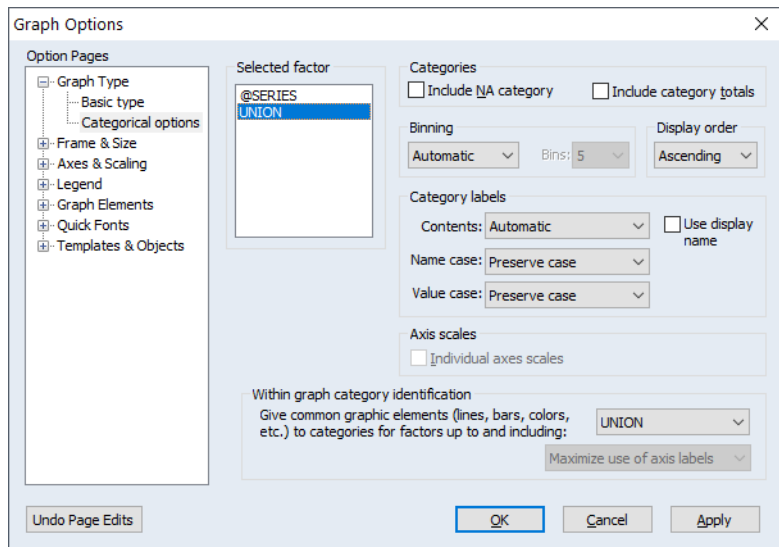 Graph Options
Option Pages
Graph Type
Basic type
Categorical options
Frame & Size
Axes & Scaling
Legend
Graph Elements
Quick Fonts
Templates & Objects
Selected factor
@SERIES
UNION
Categories
Include NA category
Include category totals
Binning
Automatic
Bins: 5
Display order
Ascending
Category labels
Contents: Automatic
Use display
name
Name case: Preserve case
Value case: Preserve case
Axis scales
Individual axes scales
Within graph category identification
Give common graphic elements (lines, bars, colors,
etc.) to categories for factors up to and including:
UNION
Maximize use of axis labels
Undo Page Edits
OK
Cancel
Apply